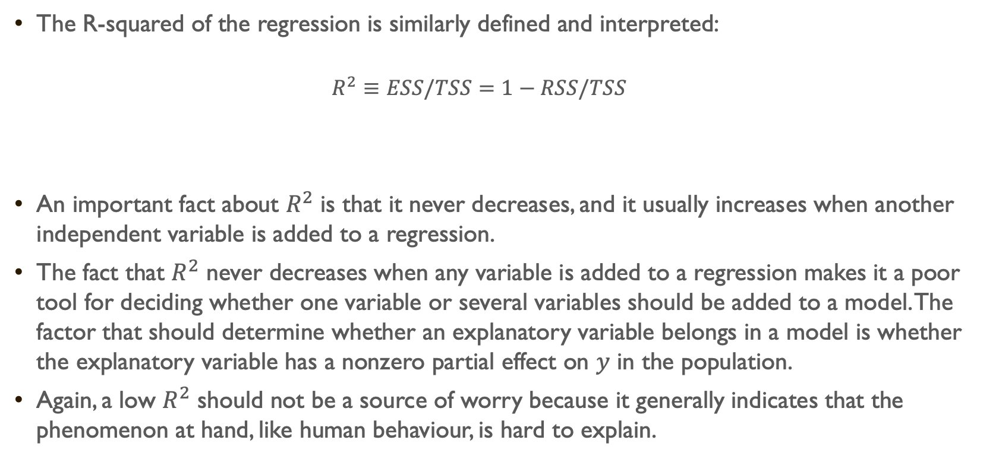 • The R-squared of the regression is similarly defined and interpreted:
R² ≡ ESS/TSS = 1 − RSS/TSS
• An important fact about R² is that it never decreases, and it usually increases when another
independent variable is added to a regression.
• The fact that R² never decreases when any variable is added to a regression makes it a poor
tool for deciding whether one variable or several variables should be added to a model. The
factor that should determine whether an explanatory variable belongs in a model is whether
the explanatory variable has a nonzero partial effect on y in the population.
• Again, a low R² should not be a source of worry because it generally indicates that the
phenomenon at hand, like human behaviour, is hard to explain.